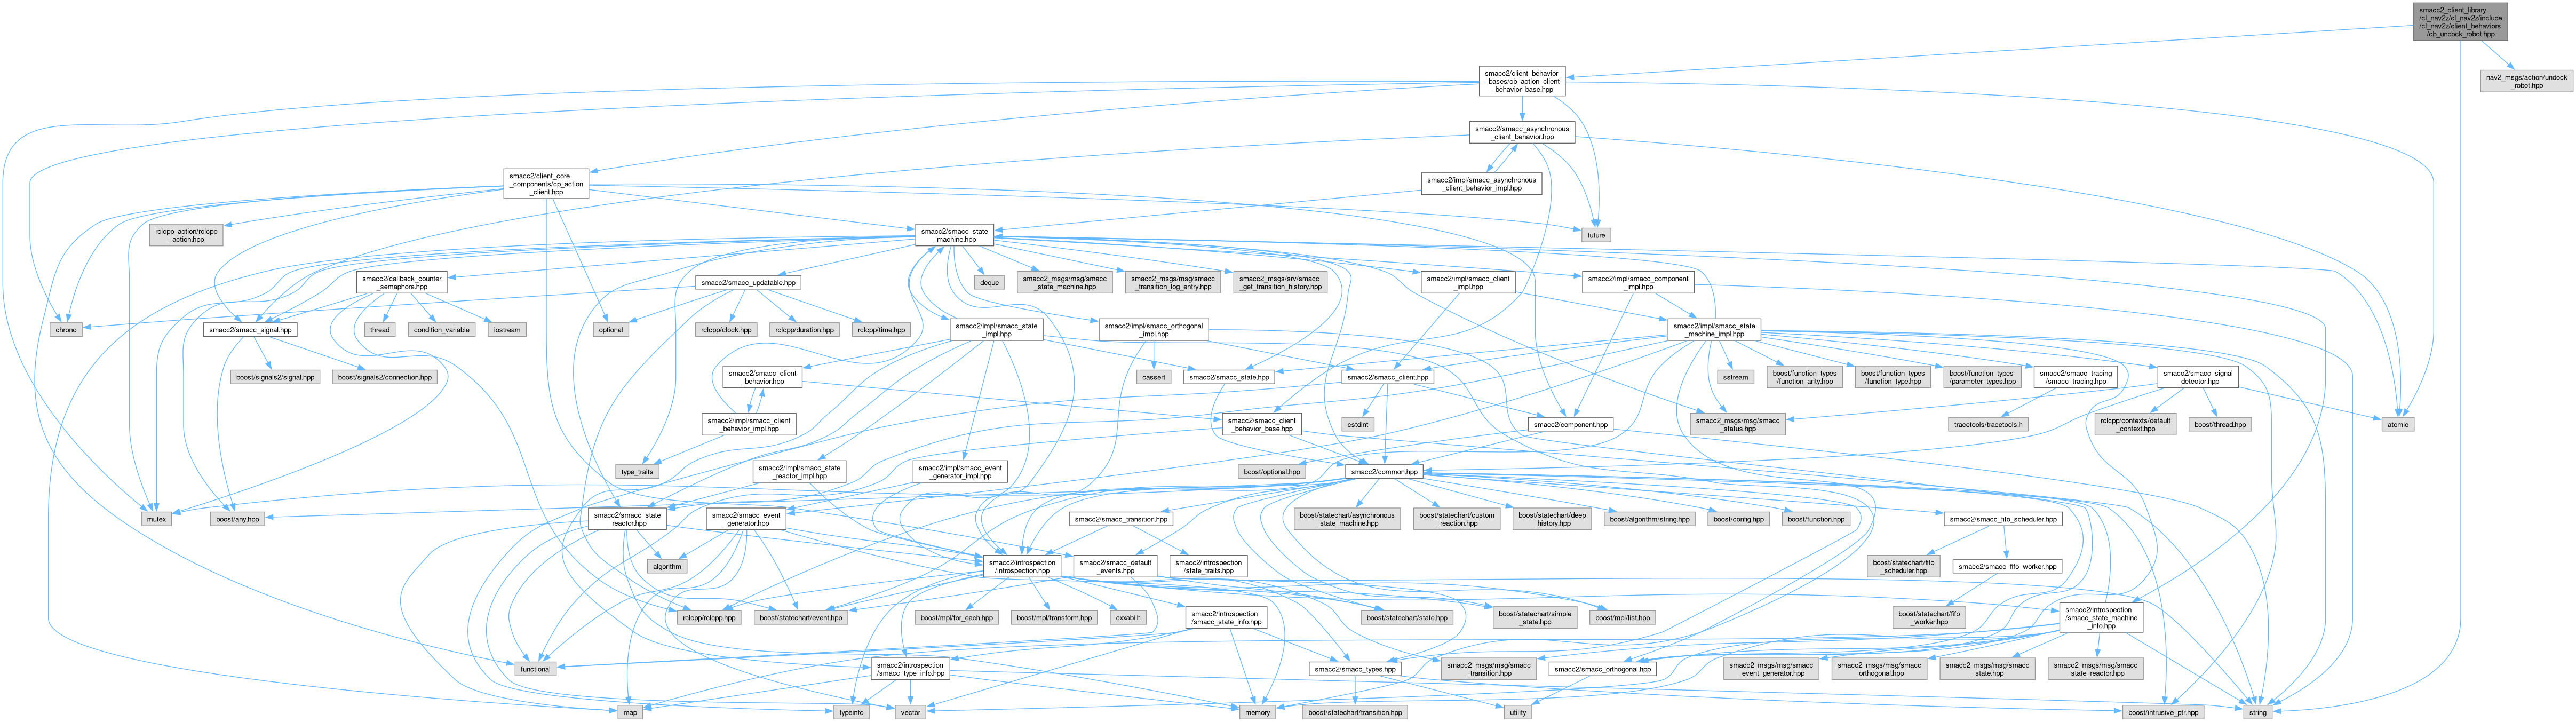 smacc2_client_library
/cl_nav2z/cl_nav2z/include
/cl_nav2z/client_behaviors
/cb_undock_robot.hpp
smacc2/client_behavior
_bases/cb_action_client
_behavior_base.hpp
nav2_msgs/action/undock
_robot.hpp
smacc2/smacc_asynchronous
_client_behavior.hpp
smacc2/client_core
_components/cp_action
_client.hpp
smacc2/impl/smacc_asynchronous
_client_behavior_impl.hpp
rclcpp_action/rclcpp
_action.hpp
smacc2/smacc_state
_machine.hpp
future
smacc2/callback_counter
_semaphore.hpp
smacc2/smacc_updatable.hpp
deque
smacc2_msgs/msg/smacc
_state_machine.hpp
smacc2_msgs/msg/smacc
_transition_log_entry.hpp
smacc2_msgs/srv/smacc
_get_transition_history.hpp
smacc2/impl/smacc_client
_impl.hpp
smacc2/impl/smacc_component
_impl.hpp
chrono
smacc2/smacc_signal.hpp
thread
condition_variable
iostream
optional
rclcpp/clock.hpp
rclcpp/duration.hpp
rclcpp/time.hpp
smacc2/impl/smacc_state
_impl.hpp
smacc2/impl/smacc_orthogonal
_impl.hpp
smacc2/impl/smacc_state
_machine_impl.hpp
boost/signals2/signal.hpp
boost/signals2/connection.hpp
smacc2/smacc_client
_behavior.hpp
cassert
smacc2/smacc_state.hpp
smacc2/smacc_client.hpp
sstream
boost/function_types
/function_arity.hpp
boost/function_types
/function_type.hpp
boost/function_types
/parameter_types.hpp
smacc2/smacc_tracing
/smacc_tracing.hpp
smacc2/smacc_signal
_detector.hpp
smacc2/impl/smacc_client
_behavior_impl.hpp
smacc2/smacc_client
_behavior_base.hpp
cstdint
smacc2/component.hpp
smacc2_msgs/msg/smacc
_status.hpp
tracetools/tracetools.h
rclcpp/contexts/default
_context.hpp
boost/thread.hpp
atomic
type_traits
smacc2/impl/smacc_state
_reactor_impl.hpp
smacc2/impl/smacc_event
_generator_impl.hpp
boost/optional.hpp
smacc2/common.hpp
mutex
boost/any.hpp
smacc2/smacc_state
_reactor.hpp
smacc2/smacc_event
_generator.hpp
smacc2/smacc_transition.hpp
boost/statechart/asynchronous
_state_machine.hpp
boost/statechart/custom
_reaction.hpp
boost/statechart/deep
_history.hpp
boost/algorithm/string.hpp
boost/config.hpp
boost/function.hpp
smacc2/smacc_fifo_scheduler.hpp
algorithm
smacc2/introspection
/introspection.hpp
smacc2/smacc_default
_events.hpp
smacc2/introspection
/state_traits.hpp
boost/statechart/fifo
_scheduler.hpp
smacc2/smacc_fifo_worker.hpp
rclcpp/rclcpp.hpp
boost/statechart/event.hpp
boost/mpl/for_each.hpp
boost/mpl/transform.hpp
cxxabi.h
smacc2/introspection
/smacc_state_info.hpp
boost/statechart/state.hpp
boost/statechart/simple
_state.hpp
boost/mpl/list.hpp
boost/statechart/fifo
_worker.hpp
smacc2/introspection
/smacc_state_machine
_info.hpp
functional
smacc2/introspection
/smacc_type_info.hpp
smacc2/smacc_types.hpp
smacc2_msgs/msg/smacc
_transition.hpp
smacc2/smacc_orthogonal.hpp
smacc2_msgs/msg/smacc
_event_generator.hpp
smacc2_msgs/msg/smacc
_orthogonal.hpp
smacc2_msgs/msg/smacc
_state.hpp
smacc2_msgs/msg/smacc
_state_reactor.hpp
map
typeinfo
vector
memory
boost/statechart/transition.hpp
utility
boost/intrusive_ptr.hpp
string